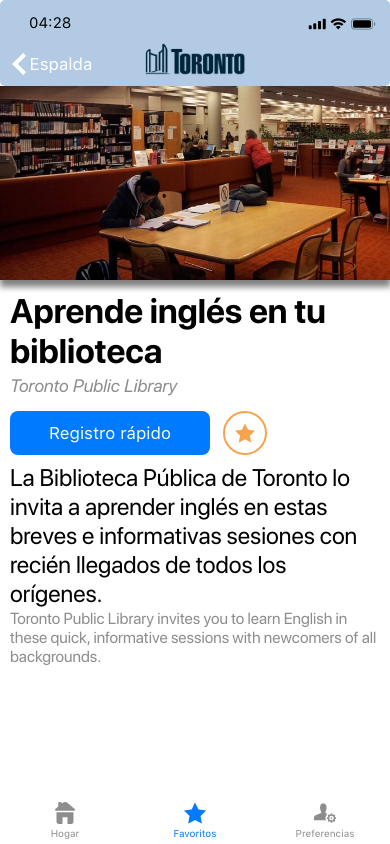 04:28
Espalda
TORONTO
Aprende inglés en tu
biblioteca
Toronto Public Library
Registro rápido
La Biblioteca Pública de Toronto lo
invita a aprender inglés en estas
breves e informativas sesiones con
recién llegados de todos los
orígenes.
Toronto Public Library invites you to learn English in
these quick, informative sessions with newcomers of all
backgrounds.
Hogar
Favoritos
Preferencias